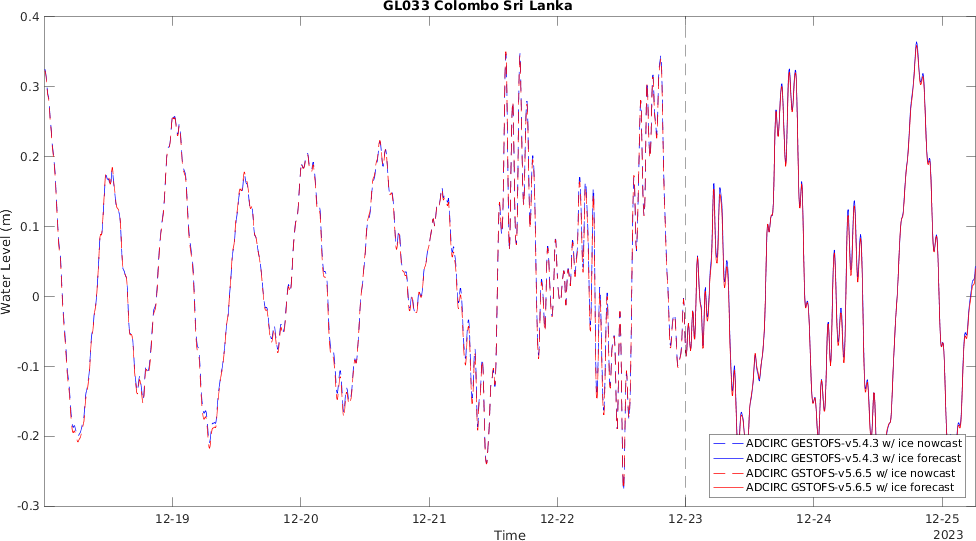 GL033 Colombo Sri Lanka
Water Level (m)
0.4
0.3
0.2
0.1
0
-0.1
-0.2
-0.3
12-19
12-20
12-21
12-22
12-23
12-24
12-25
2023
Time
ADCIRC GESTOFS-v5.4.3 w/ ice nowcast
ADCIRC GESTOFS-v5.4.3 w/ ice forecast
ADCIRC GSTOFS-v5.6.5 w/ ice nowcast
ADCIRC GSTOFS-v5.6.5 w/ ice forecast